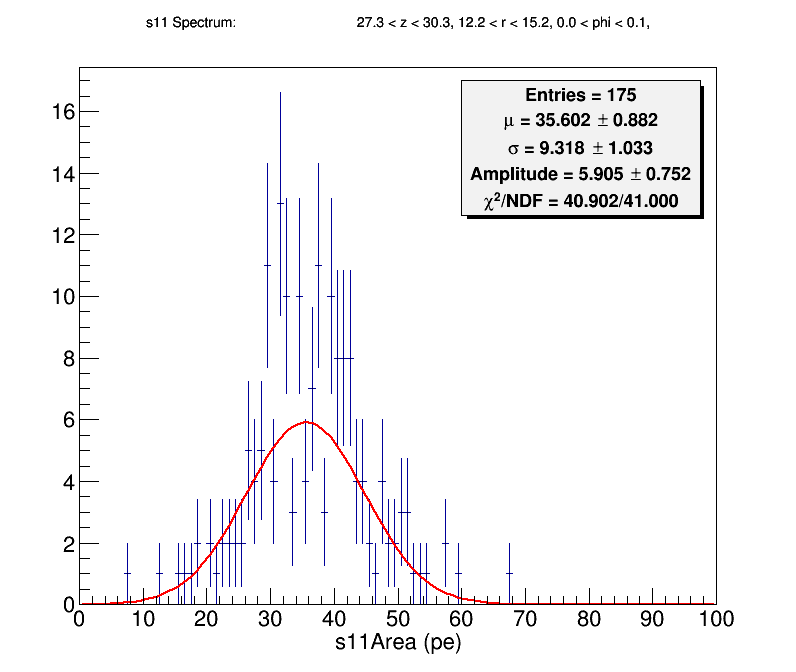 s11 Spectrum: 27.3 < z < 30.3, 12.2 < r < 15.2, 0.0 < phi < 0.1,
Entries = 175
μ = 35.602 ± 0.882
σ = 9.318 ± 1.033
Amplitude = 5.905 ± 0.752
χ²/NDF = 40.902/41.000
16
14
12
10
8
6
4
2
0
0 10 20 30 40 50 60 70 80 90 100
s11Area (pe)